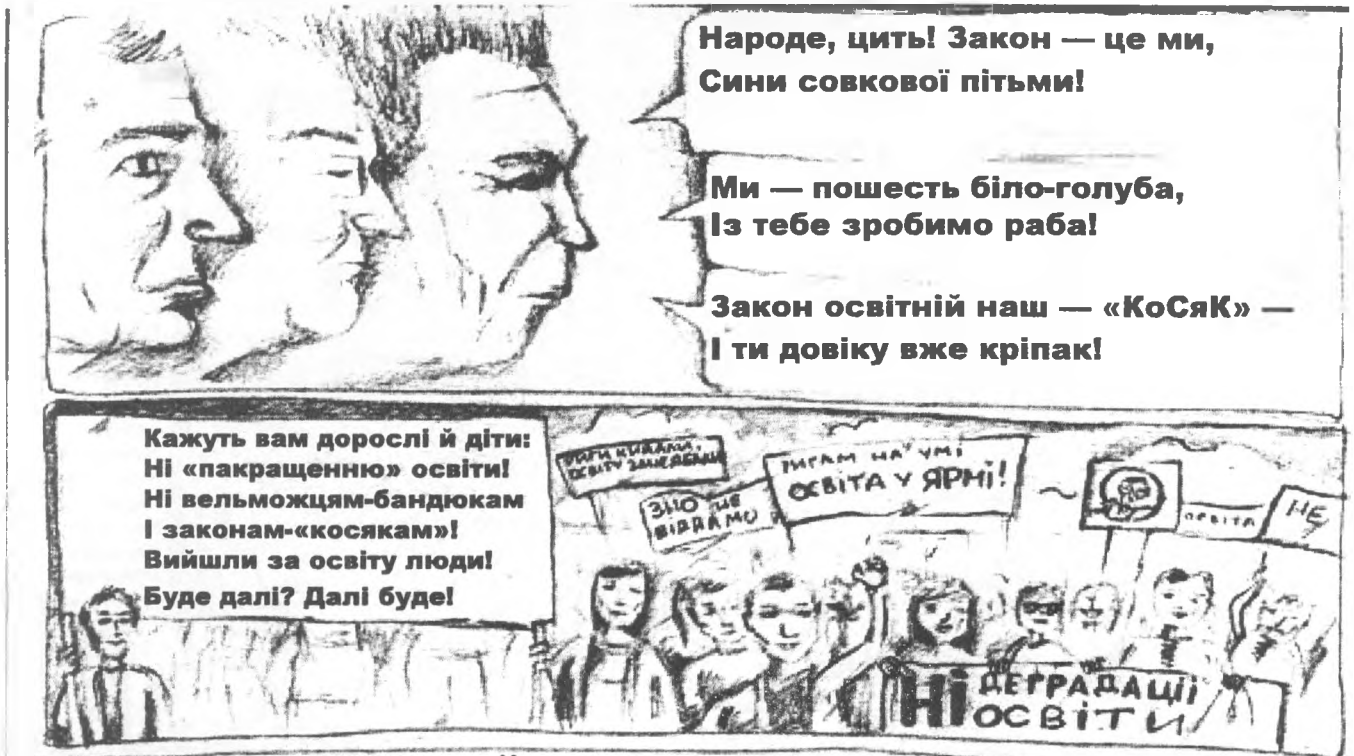 Народе, цить! Закон — це ми,
Сини совкової пітьми!
Ми — пошесть біло-голуба,
Із тебе зробимо раба!
Закон освітній наш — «КоСяК» —
І ти довіку вже кріпак!
Кажуть вам дорослі й діти:
Ні «пакращенню» освіти!
Ні вельможцям-бандюкам
І законам-«косякам»!
Вийшли за освіту люди!
Буде далі? Далі буде!
ОСВІТУ
ЗНО НЕ
ВІДДАМО
НА УМІ
ОСВІТА У ЯРМІ!
ОСВІТА
НЕ
НІ ДЕГРАДАЦІЇ
ОСВІТИ